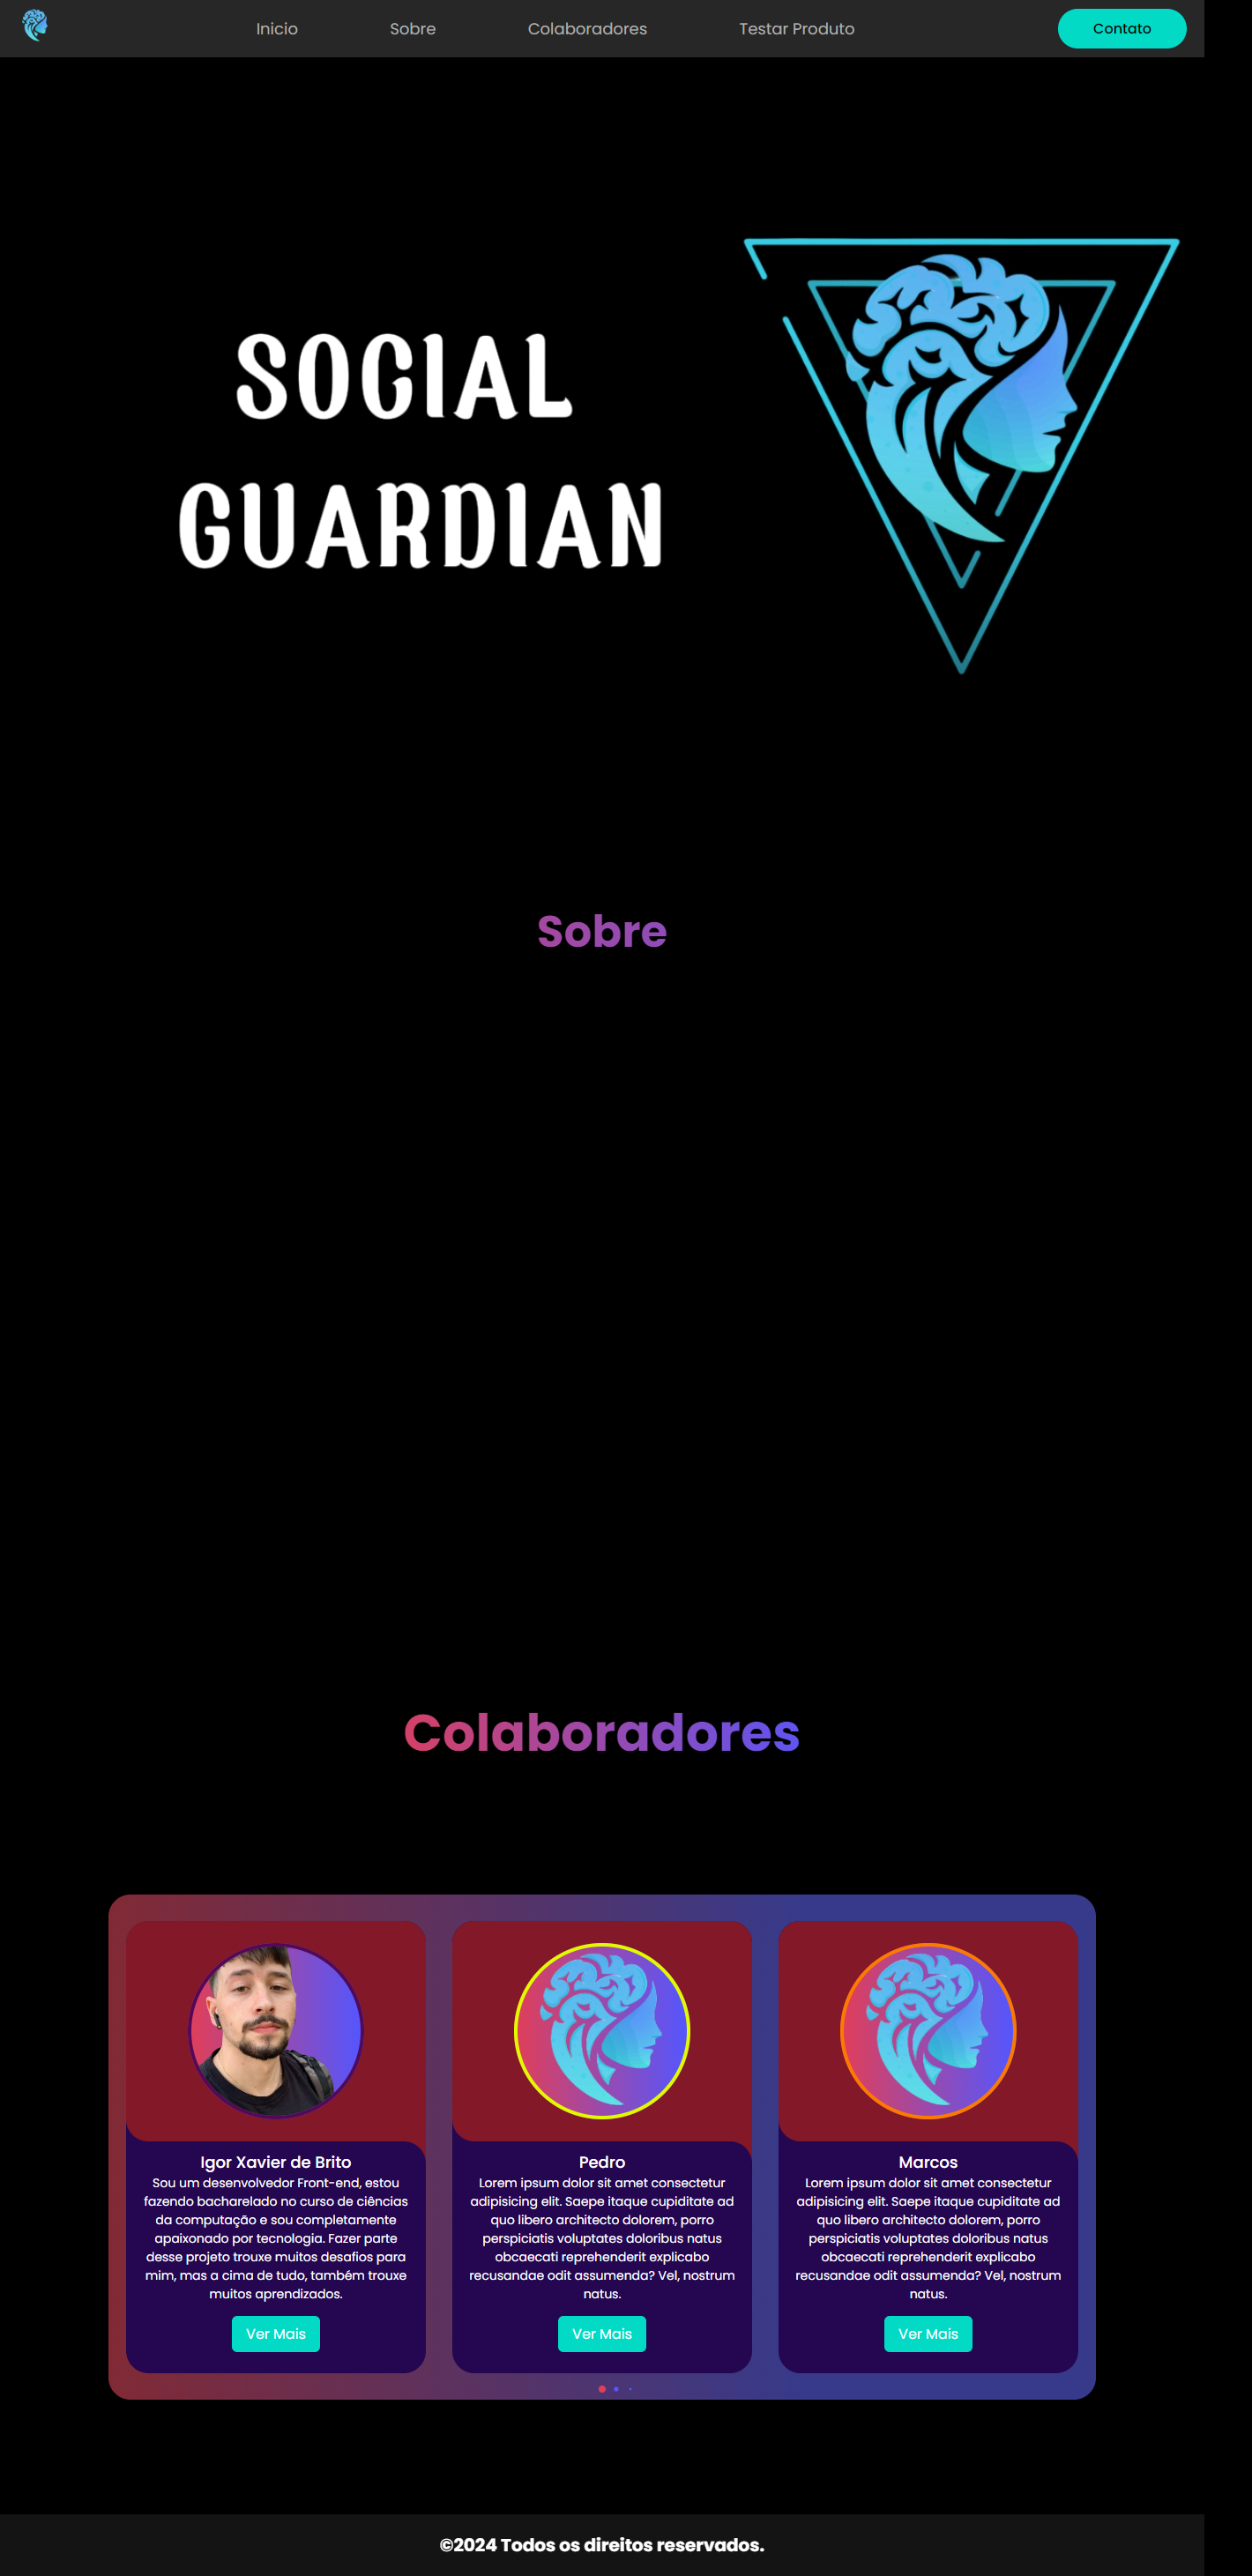 Inicio
Sobre
Colaboradores
Testar Produto
Contato
SOCIAL
GUARDIAN
Sobre
Colaboradores
Igor Xavier de Brito
Sou um desenvolvedor Front-end, estou
fazendo bacharelado no curso de ciências
da computação e sou completamente
apaixonado por tecnologia. Fazer parte
desse projeto trouxe muitos desafios para
mim, mas a cima de tudo, também trouxe
muitos aprendizados.
Ver Mais
Pedro
Lorem ipsum dolor sit amet consectetur
adipisicing elit. Saepe itaque cupiditate ad
quo libero architecto dolorem, porro
perspiciatis voluptates doloribus natus
obcaecati reprehenderit explicabo
recusandae odit assumenda? Vel, nostrum
natus.
Ver Mais
Marcos
Lorem ipsum dolor sit amet consectetur
adipisicing elit. Saepe itaque cupiditate ad
quo libero architecto dolorem, porro
perspiciatis voluptates doloribus natus
obcaecati reprehenderit explicabo
recusandae odit assumenda? Vel, nostrum
natus.
Ver Mais
©2024 Todos os direitos reservados.